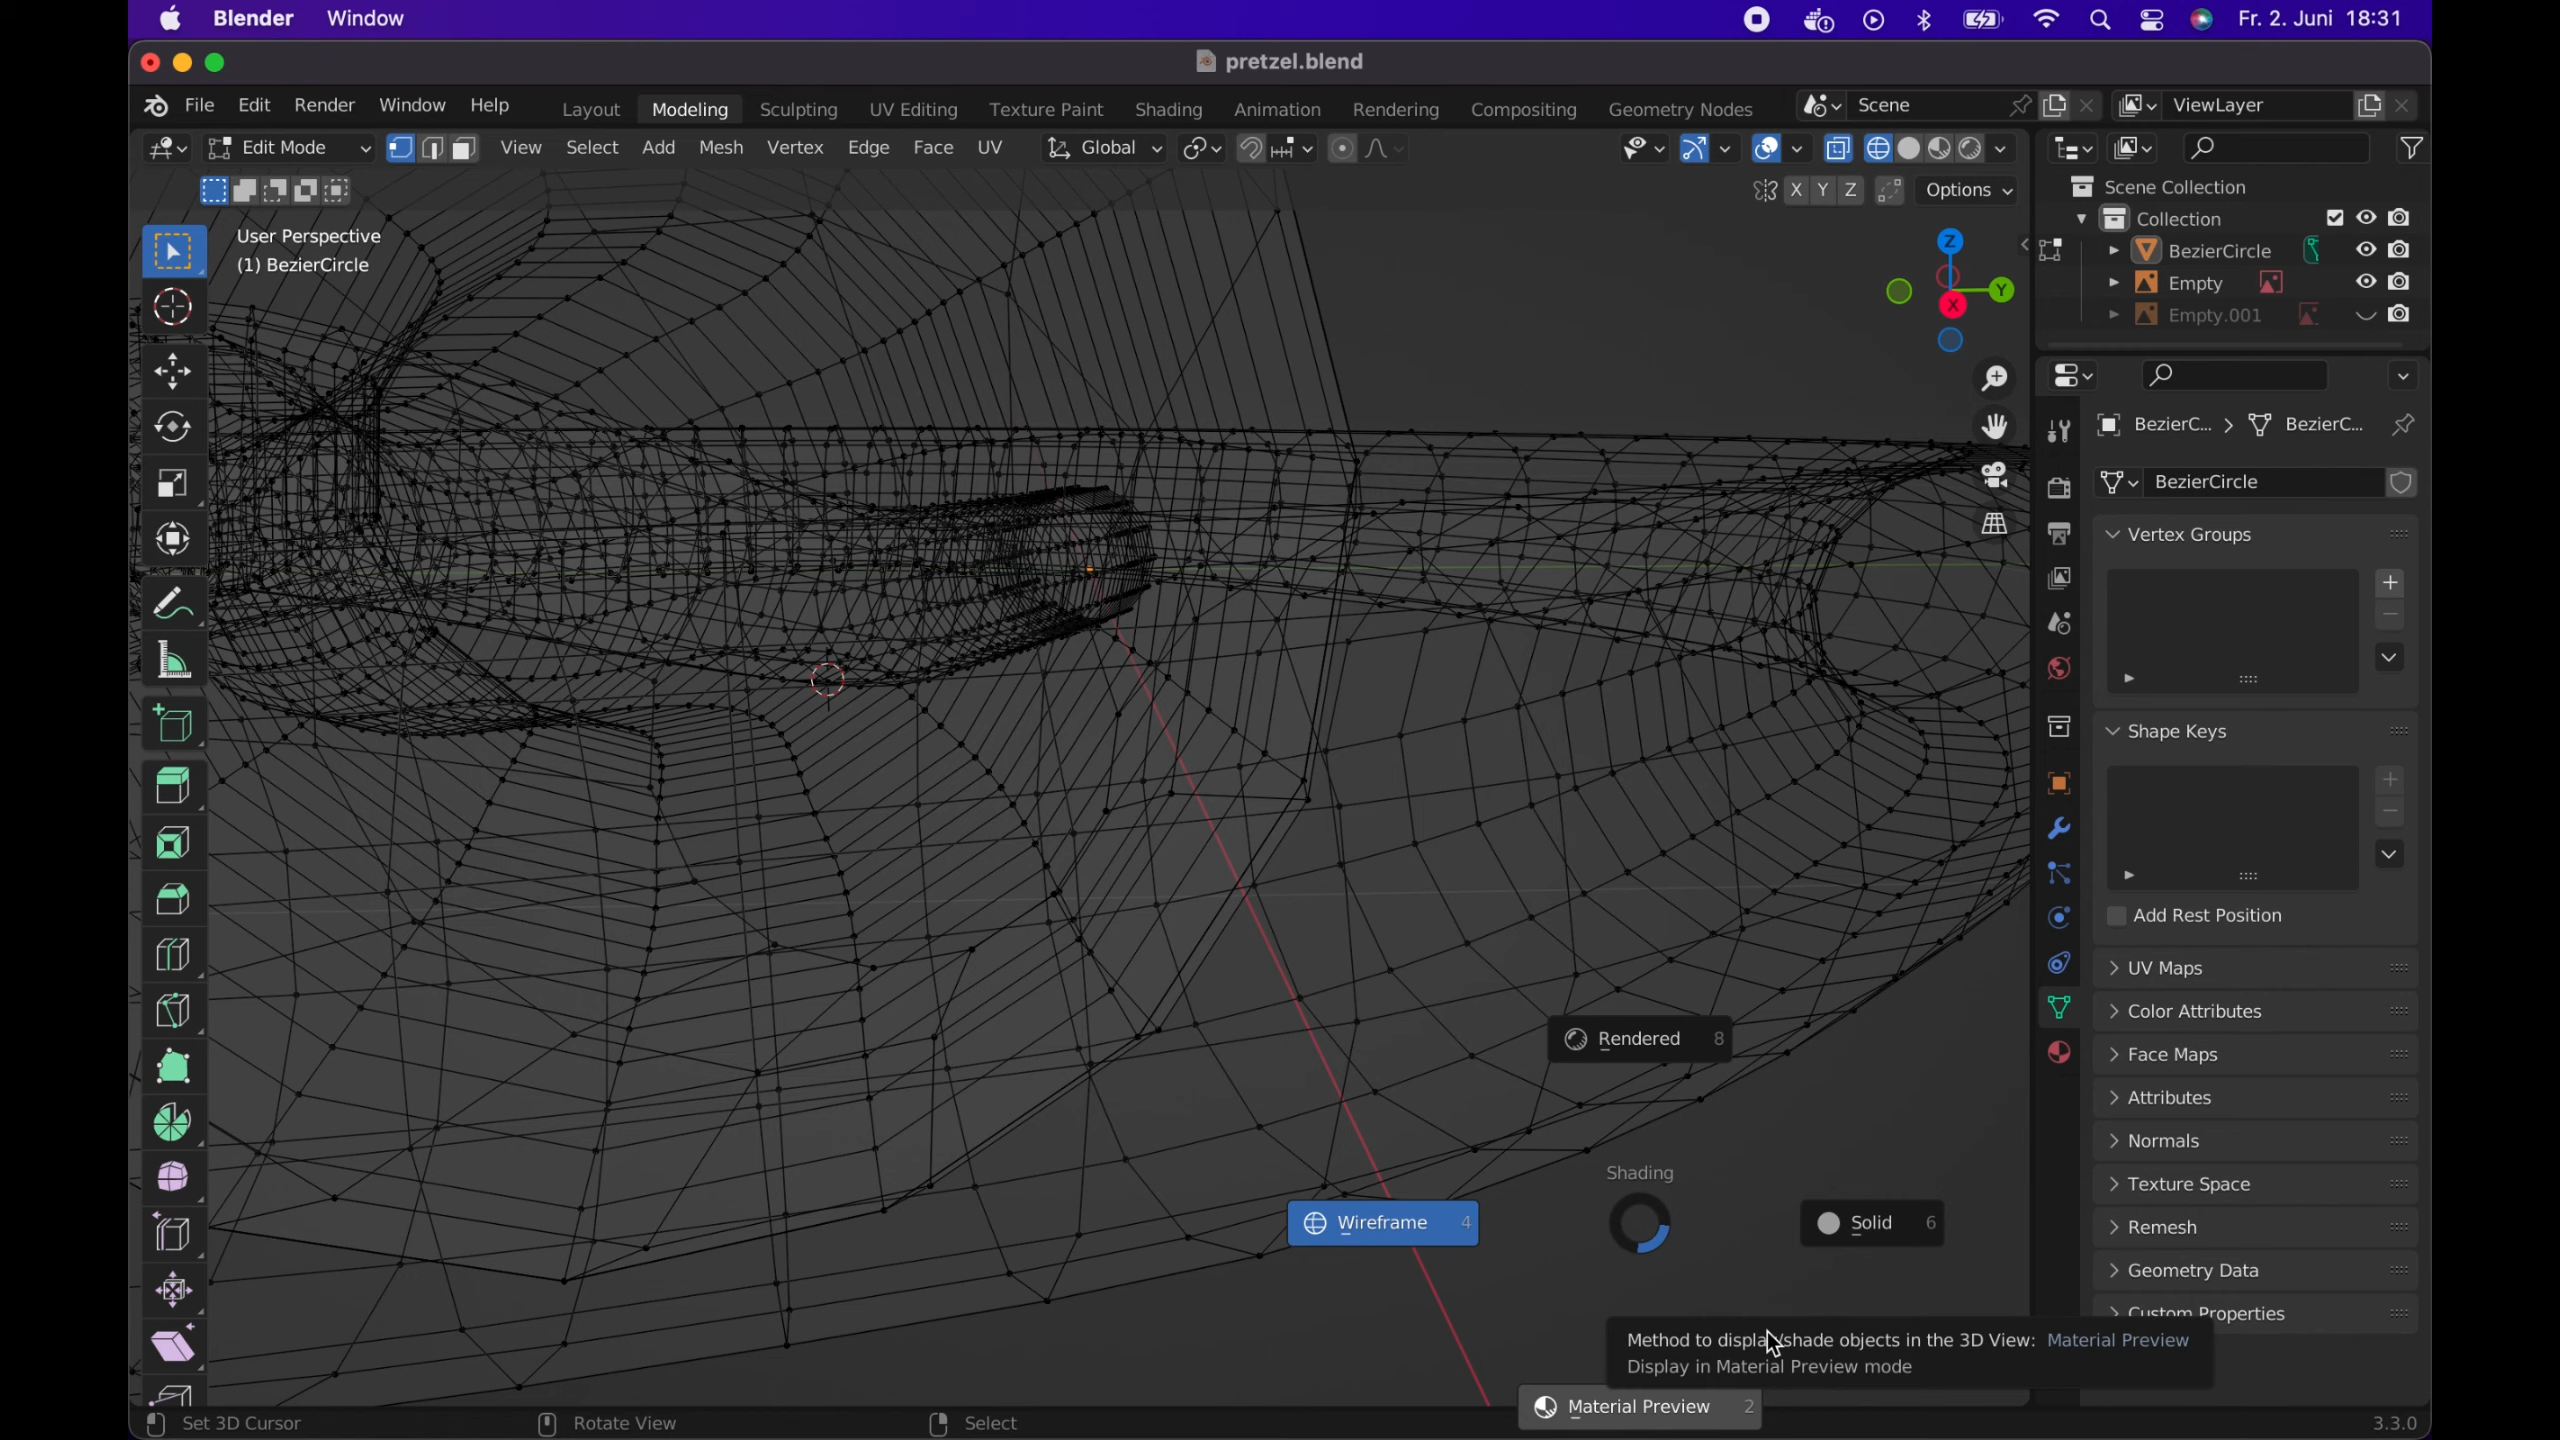 Blender Window Fr. 2. Juni 18:31
pretzel.blend
File Edit Render Window Help Layout Modeling Sculpting UV Editing Texture Paint Shading Animation Rendering Compositing Geometry Nodes Scene ViewLayer
Edit Mode View Select Add Mesh Vertex Edge Face UV Global
X Y Z Options
User Perspective
(1) BezierCircle
Z
Y
X
Scene Collection
Collection
BezierCircle
Empty
Empty.001
BezierC... BezierC...
BezierCircle
Vertex Groups
Shape Keys
Add Rest Position
UV Maps
Color Attributes
Face Maps
Attributes
Normals
Texture Space
Remesh
Geometry Data
Custom Properties
Rendered 8
Shading
Wireframe 4
Solid 6
Method to display/shade objects in the 3D View: Material Preview
Display in Material Preview mode
Material Preview 2
Set 3D Cursor Rotate View Select 3.3.0